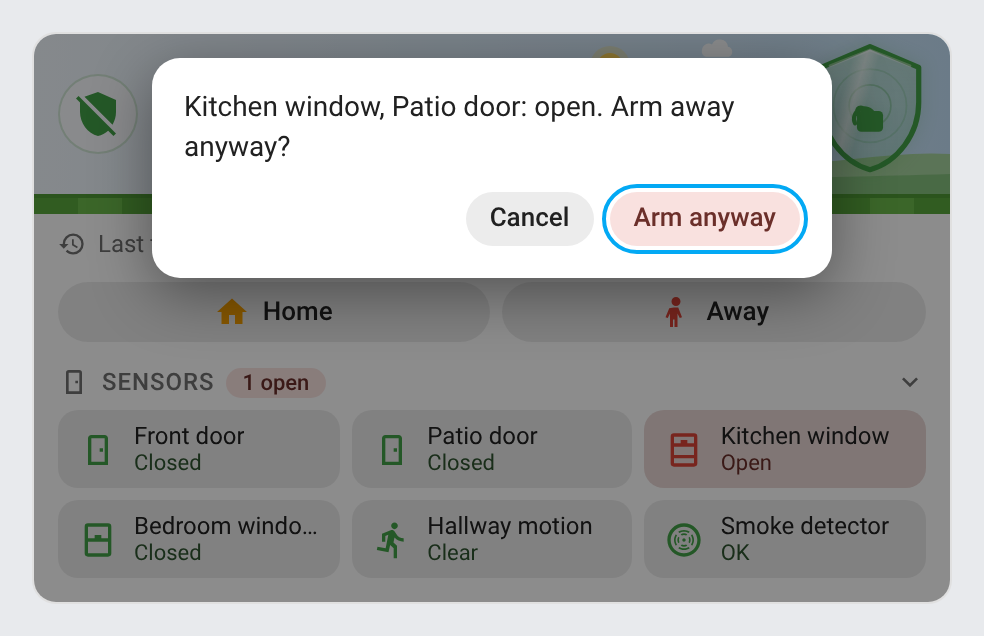 Kitchen window, Patio door: open. Arm away
anyway?
Cancel
Arm anyway
Last
Home
Away
SENSORS
1 open
Front door
Closed
Patio door
Closed
Kitchen window
Open
Bedroom windo...
Closed
Hallway motion
Clear
Smoke detector
OK